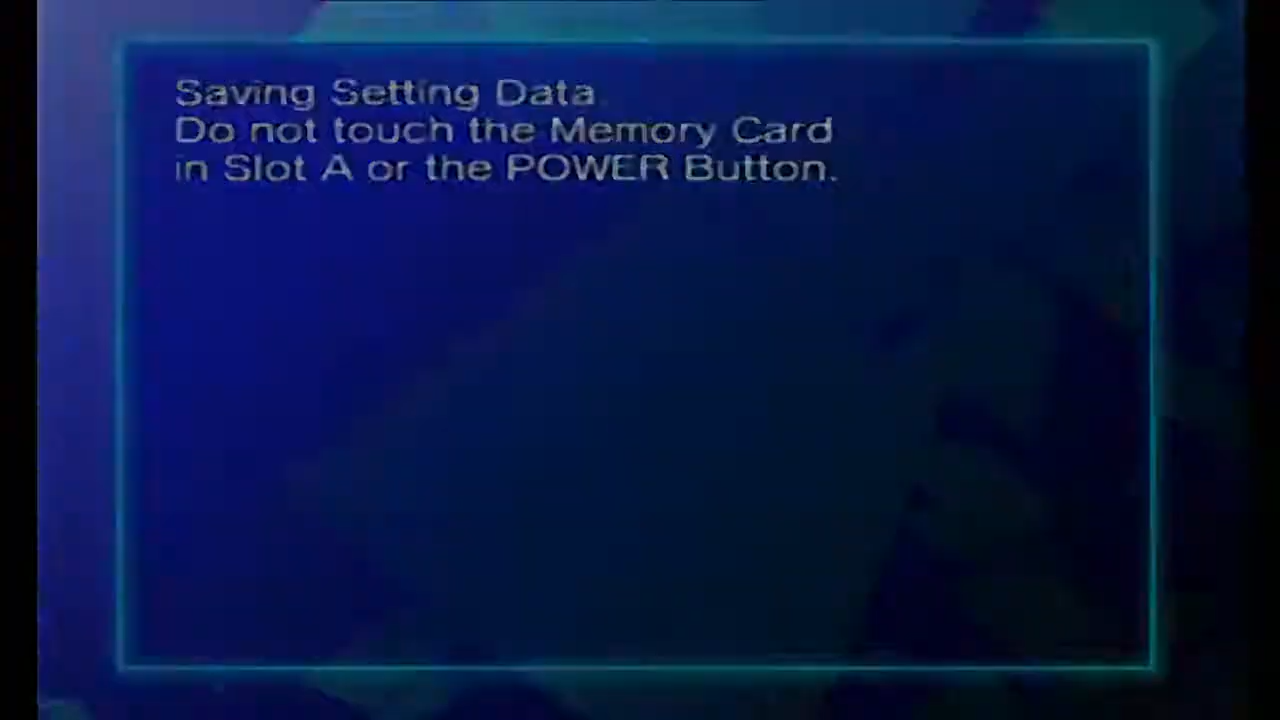 Saving Setting Data.
Do not touch the Memory Card
in Slot A or the POWER Button.